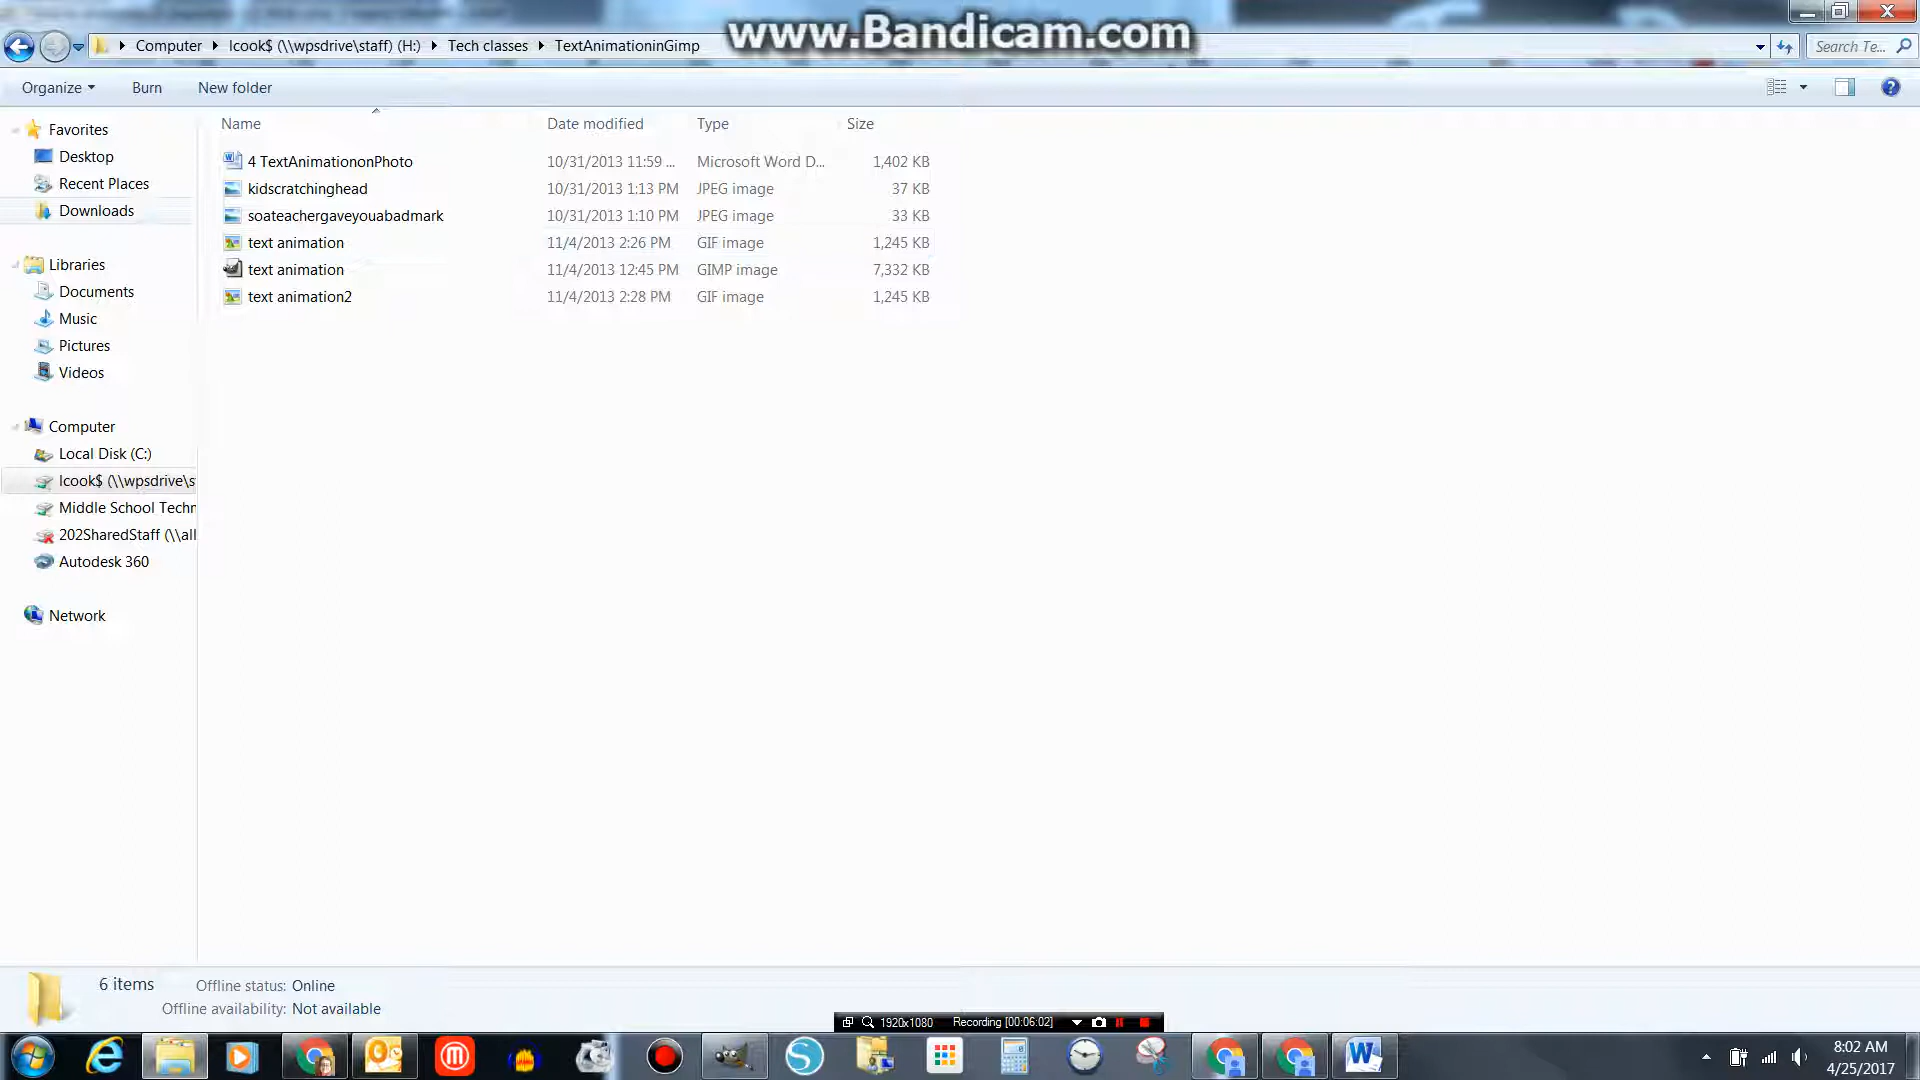 www.Bandicam.com
Computer lcook$ (\\wpsdrive\staff) (H:) Tech classes TextAnimationinGimp Search Te...
Organize Burn New folder
Name Date modified Type Size
4 TextAnimationonPhoto 10/31/2013 11:59 ... Microsoft Word D... 1,402 KB
kidscratchinghead 10/31/2013 1:13 PM JPEG image 37 KB
soateachergaveyouabadmark 10/31/2013 1:10 PM JPEG image 33 KB
text animation 11/4/2013 2:26 PM GIF image 1,245 KB
text animation 11/4/2013 12:45 PM GIMP image 7,332 KB
text animation2 11/4/2013 2:28 PM GIF image 1,245 KB
Favorites
Desktop
Recent Places
Downloads
Libraries
Documents
Music
Pictures
Videos
Computer
Local Disk (C:)
lcook$ (\\wpsdrive\s
Middle School Techn
202SharedStaff (\\all
Autodesk 360
Network
6 items Offline status: Online
Offline availability: Not available
1920x1080 Recording [00:06:02]
8:02 AM
4/25/2017